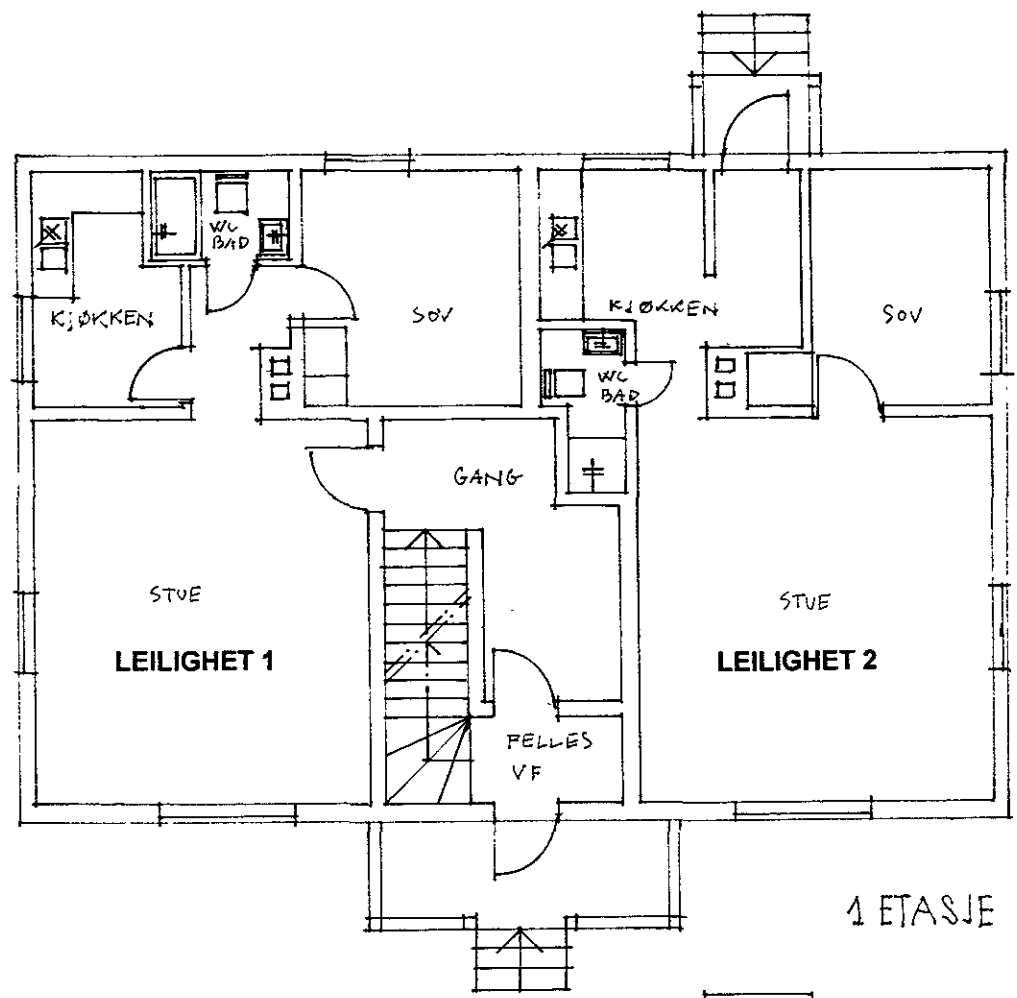 WC
BAD
KJØKKEN
SOV
KJØKKEN
SOV
WC
BAD
GANG
STUE
LEILIGHET 1
STUE
LEILIGHET 2
FELLES
VF
1 ETASJE